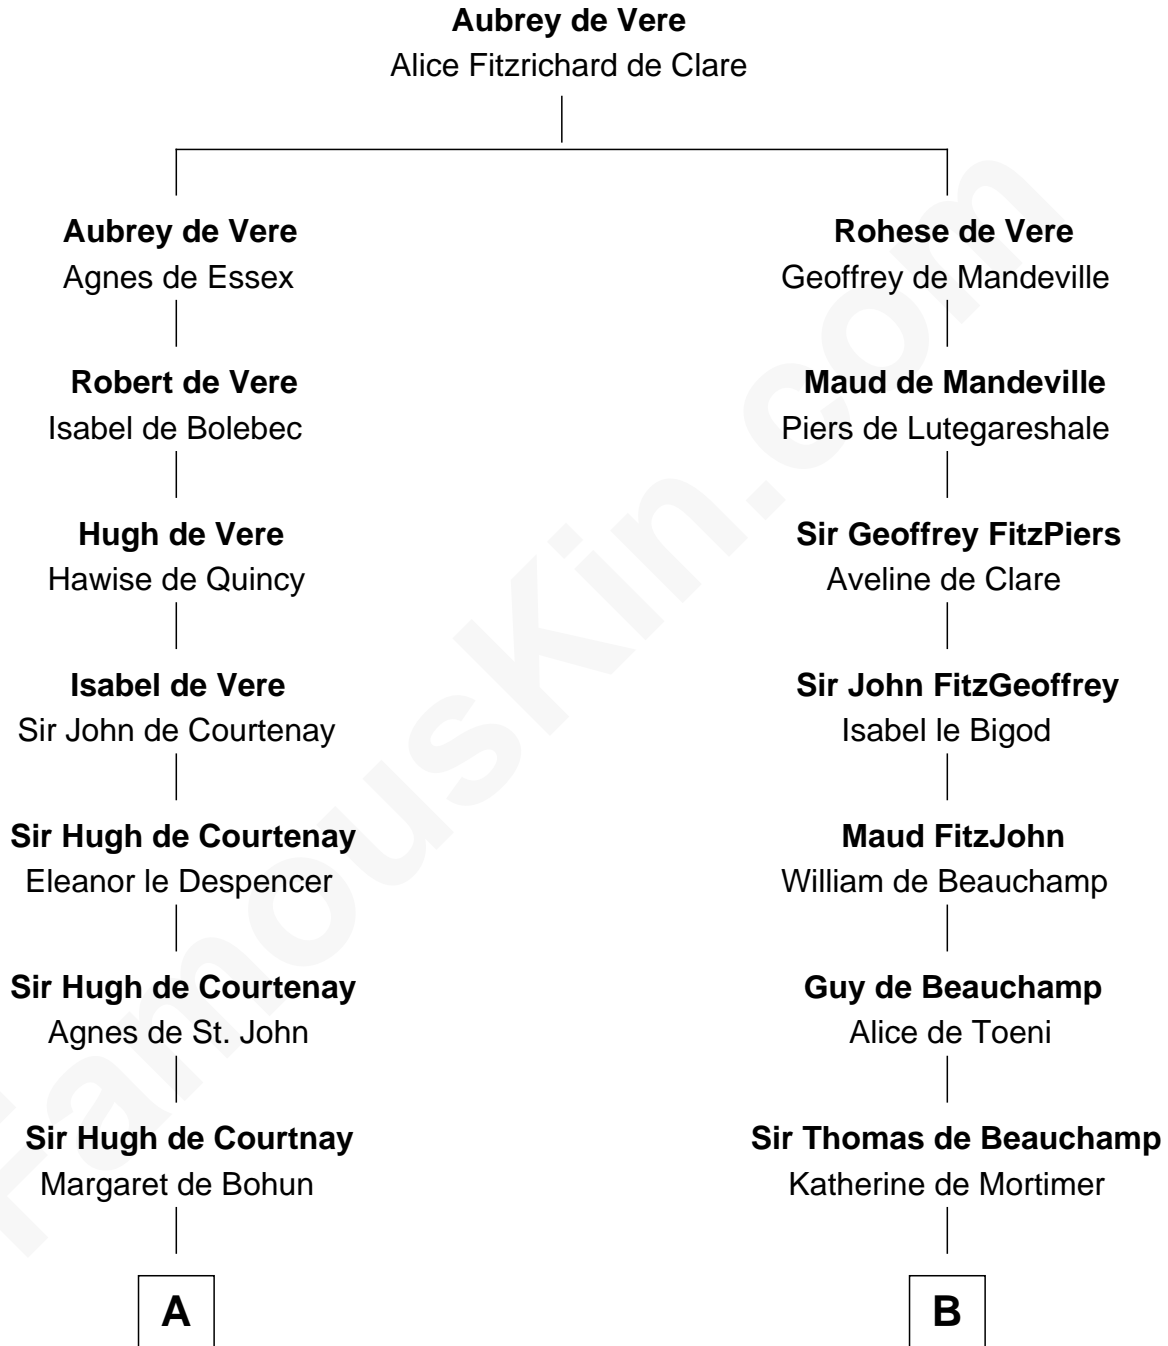 Aubrey de Vere
Alice Fitzrichard de Clare
Aubrey de Vere
Agnes de Essex
Robert de Vere
Isabel de Bolebec
Hugh de Vere
Hawise de Quincy
Isabel de Vere
Sir John de Courtenay
Sir Hugh de Courtenay
Eleanor le Despencer
Sir Hugh de Courtenay
Agnes de St. John
Sir Hugh de Courtnay
Margaret de Bohun
A
Rohese de Vere
Geoffrey de Mandeville
Maud de Mandeville
Piers de Lutegareshale
Sir Geoffrey FitzPiers
Aveline de Clare
Sir John FitzGeoffrey
Isabel le Bigod
Maud FitzJohn
William de Beauchamp
Guy de Beauchamp
Alice de Toeni
Sir Thomas de Beauchamp
Katherine de Mortimer
B
FamousKin.com